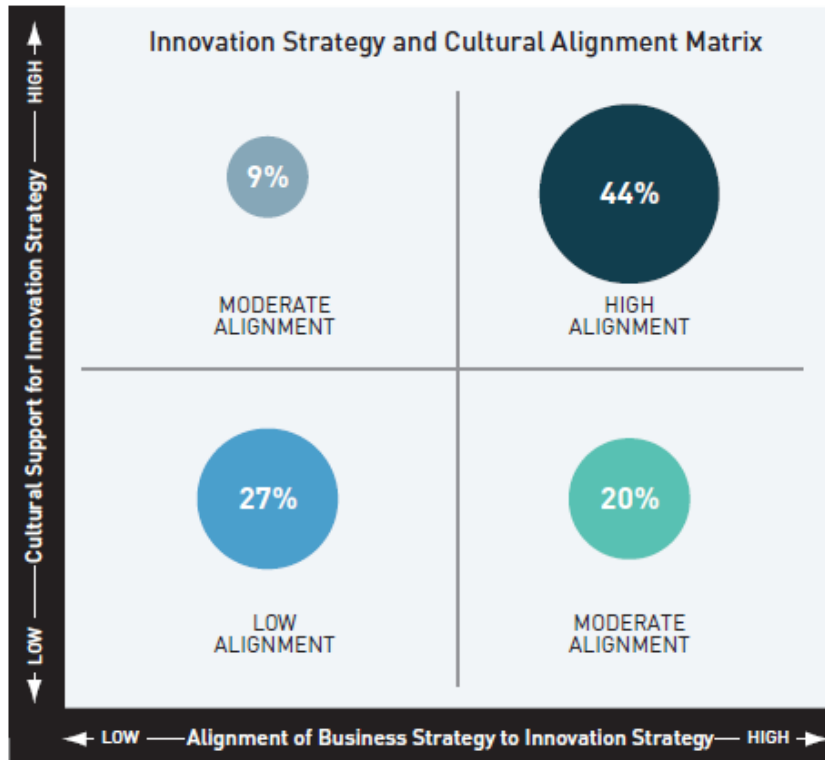 Innovation Strategy and Cultural Alignment Matrix
HIGH
Cultural Support for Innovation Strategy
LOW
9%
MODERATE
ALIGNMENT
44%
HIGH
ALIGNMENT
27%
LOW
ALIGNMENT
20%
MODERATE
ALIGNMENT
LOW Alignment of Business Strategy to Innovation Strategy HIGH